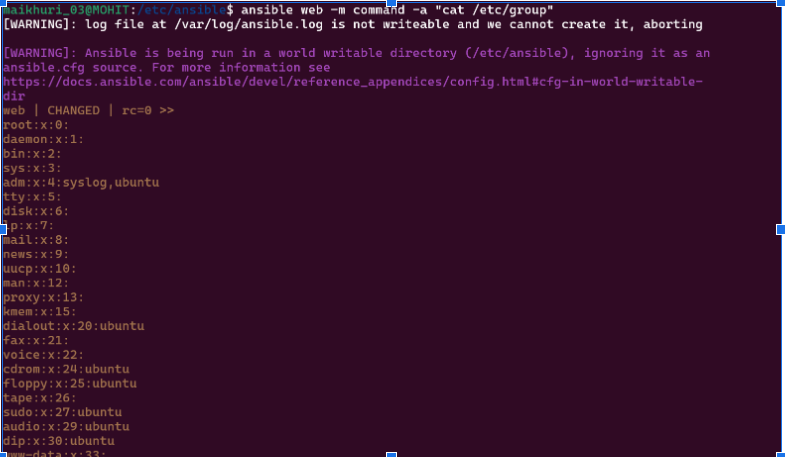 maikhuri_03@MOHIT:/etc/ansible$ ansible web -m command -a "cat /etc/group"
[WARNING]: log file at /var/log/ansible.log is not writeable and we cannot create it, aborting
[WARNING]: Ansible is being run in a world writable directory (/etc/ansible), ignoring it as an
ansible.cfg source. For more information see
https://docs.ansible.com/ansible/devel/reference_appendices/config.html#cfg-in-world-writable-
dir
web | CHANGED | rc=0 >>
root:x:0:
daemon:x:1:
bin:x:2:
sys:x:3:
adm:x:4:syslog,ubuntu
tty:x:5:
disk:x:6:
lp:x:7:
mail:x:8:
news:x:9:
uucp:x:10:
man:x:12:
proxy:x:13:
kmem:x:15:
dialout:x:20:ubuntu
fax:x:21:
voice:x:22:
cdrom:x:24:ubuntu
floppy:x:25:ubuntu
tape:x:26:
sudo:x:27:ubuntu
audio:x:29:ubuntu
dip:x:30:ubuntu
www-data:x:33: